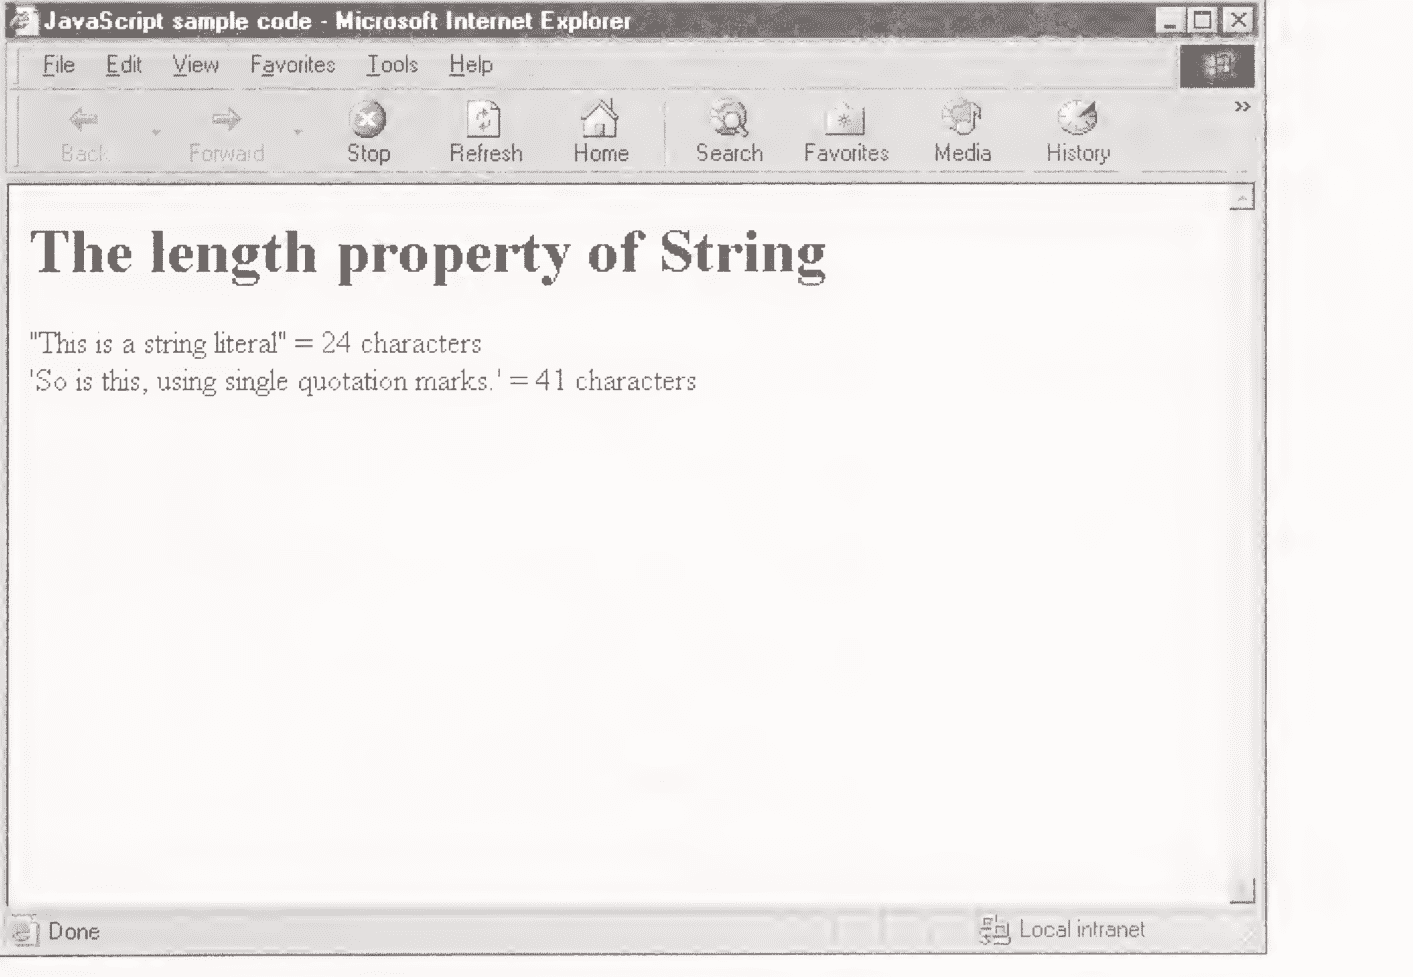 JavaScript sample code - Microsoft Internet Explorer
File Edit View Favorites Tools Help
»
Back Forward Stop Refresh Home Search Favorites Media History
The length property of String
"This is a string literal" = 24 characters
'So is this, using single quotation marks.' = 41 characters
Done Local intranet